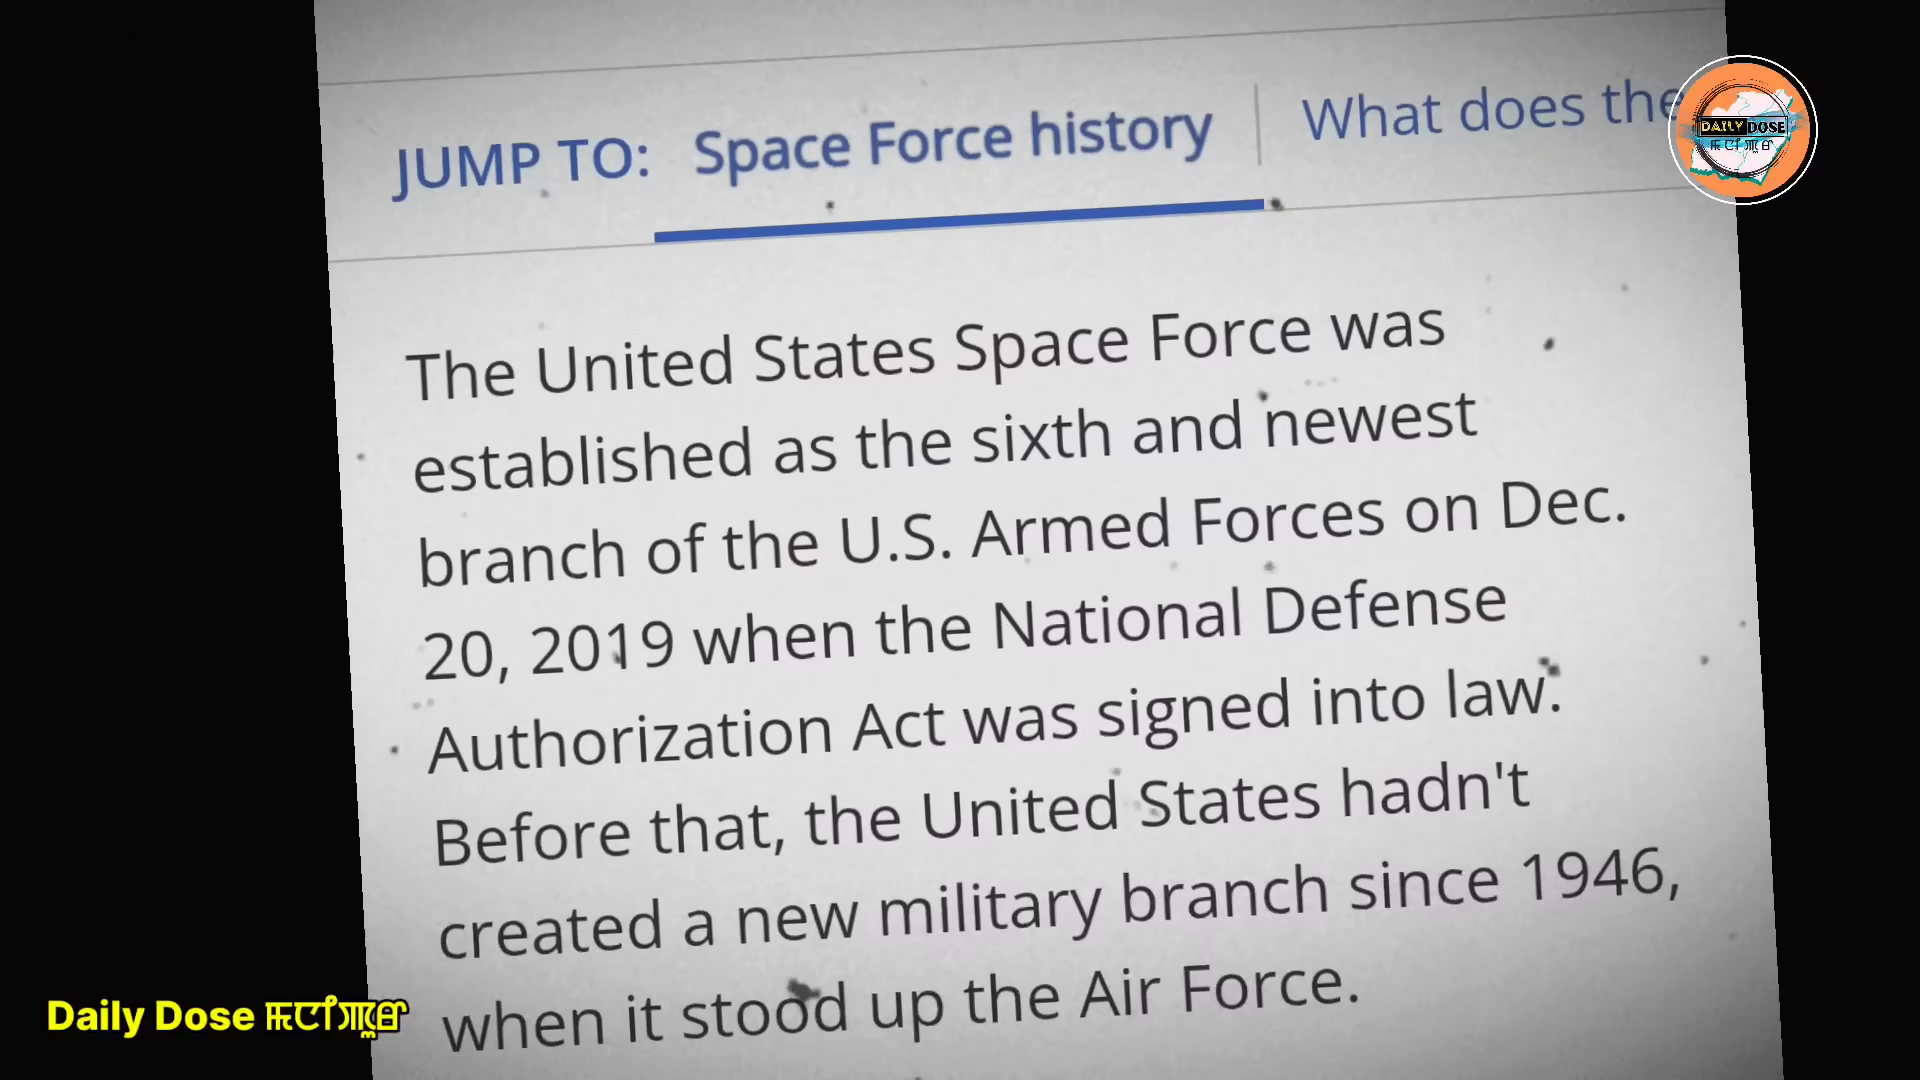 JUMP TO: Space Force history What does the
DAILY DOSE
ꯃꯅꯤꯄꯨꯔ
The United States Space Force was
established as the sixth and newest
branch of the U.S. Armed Forces on Dec.
20, 2019 when the National Defense
Authorization Act was signed into law.
Before that, the United States hadn't
created a new military branch since 1946,
when it stood up the Air Force.
Daily Dose